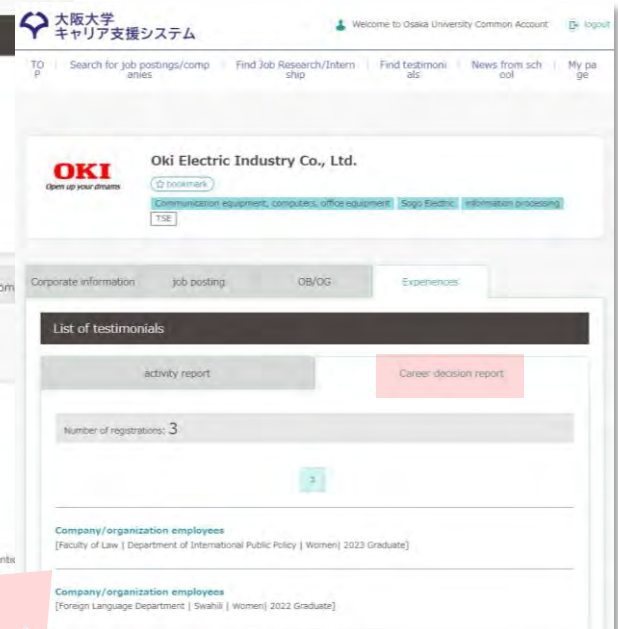 大阪大学
キャリア支援システム
Welcome to Osaka University Common Account
logout
TO
P
Search for job postings/comp
anies
Find Job Research/Intern
ship
Find testimoni
als
News from sch
ool
My pa
ge
OKI
Open up your dreams
Oki Electric Industry Co., Ltd.
bookmark
Communication equipment, computers, office equipment
Sogo Electric
information processing
TSE
Corporate information
job posting
OB/OG
Experiences
List of testimonials
activity report
Career decision report
Number of registrations: 3
Company/organization employees
[Faculty of Law | Department of International Public Policy | Women| 2023 Graduate]
Company/organization employees
[Foreign Language Department | Swahili | Women| 2022 Graduate]